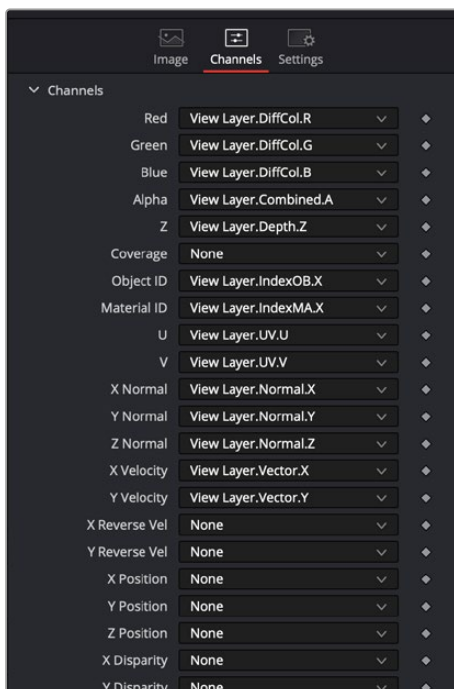 Image Channels Settings
Channels
Red View Layer.DiffCol.R
Green View Layer.DiffCol.G
Blue View Layer.DiffCol.B
Alpha View Layer.Combined.A
Z View Layer.Depth.Z
Coverage None
Object ID View Layer.IndexOB.X
Material ID View Layer.IndexMA.X
U View Layer.UV.U
V View Layer.UV.V
X Normal View Layer.Normal.X
Y Normal View Layer.Normal.Y
Z Normal View Layer.Normal.Z
X Velocity View Layer.Vector.X
Y Velocity View Layer.Vector.Y
X Reverse Vel None
Y Reverse Vel None
X Position None
Y Position None
Z Position None
X Disparity None
Y Disparity None